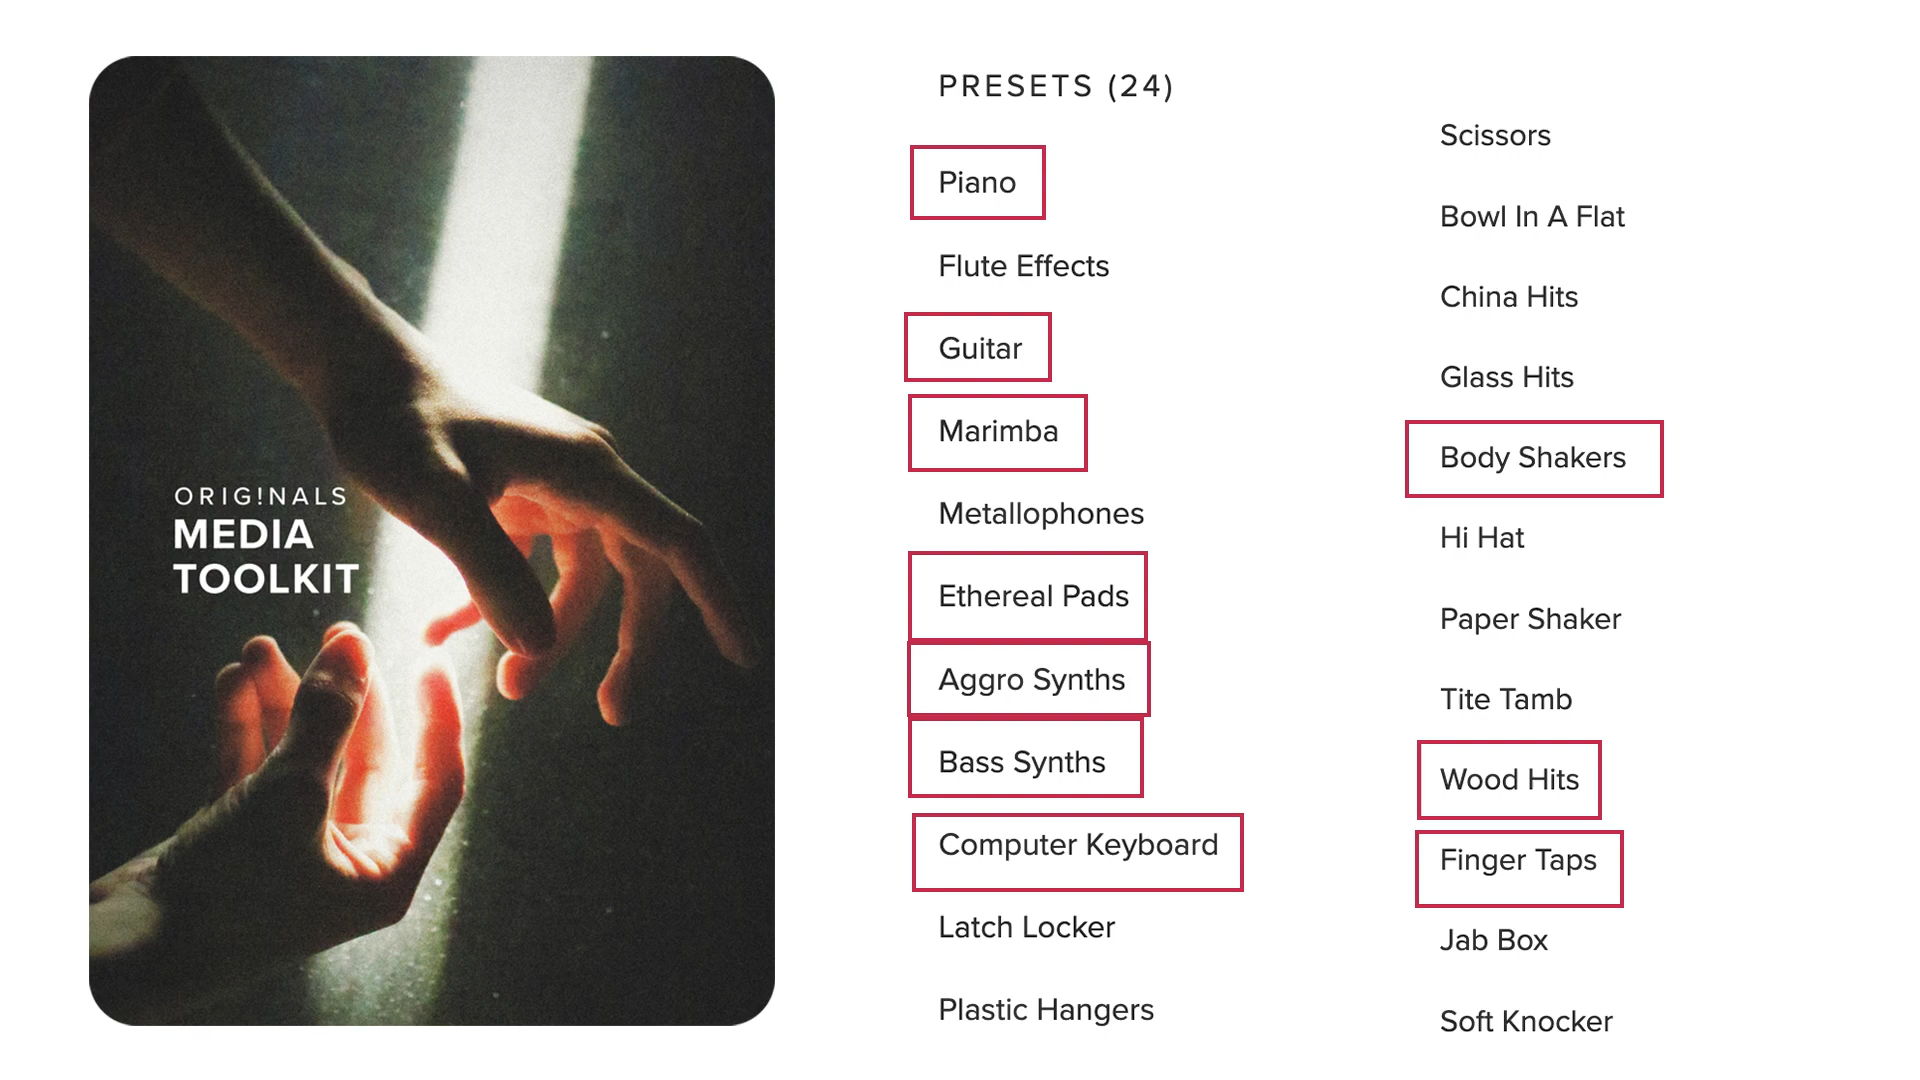 ORIG!NALS
MEDIA
TOOLKIT
PRESETS (24)
Piano
Flute Effects
Guitar
Marimba
Metallophones
Ethereal Pads
Aggro Synths
Bass Synths
Computer Keyboard
Latch Locker
Plastic Hangers
Scissors
Bowl In A Flat
China Hits
Glass Hits
Body Shakers
Hi Hat
Paper Shaker
Tite Tamb
Wood Hits
Finger Taps
Jab Box
Soft Knocker